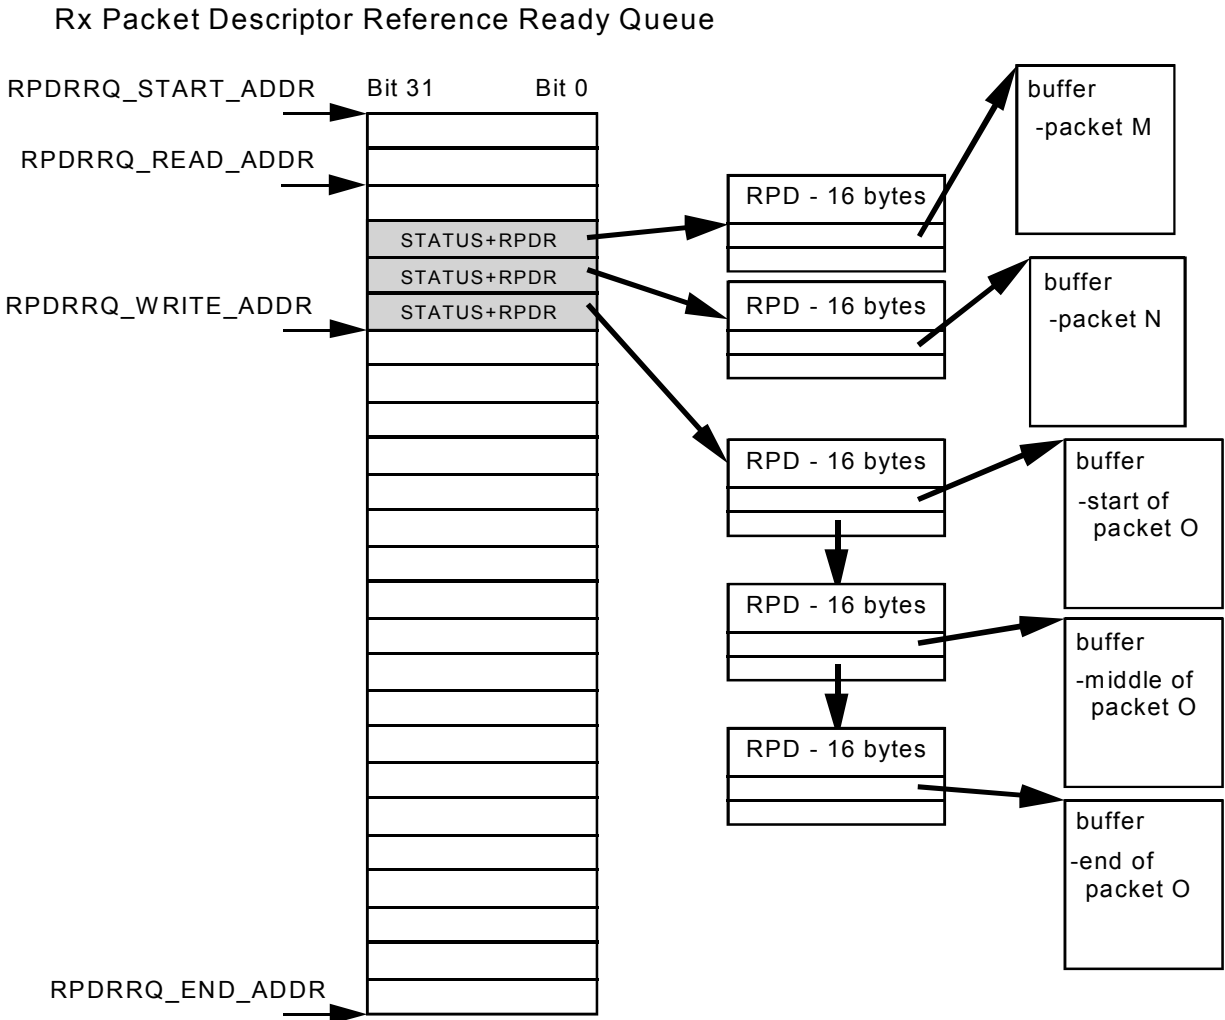 Rx Packet Descriptor Reference Ready Queue
RPDRRQ_START_ADDR
Bit 31 Bit 0
RPDRRQ_READ_ADDR
STATUS+RPDR
STATUS+RPDR
STATUS+RPDR
RPDRRQ_WRITE_ADDR
RPDRRQ_END_ADDR
RPD - 16 bytes
RPD - 16 bytes
RPD - 16 bytes
RPD - 16 bytes
RPD - 16 bytes
buffer
-packet M
buffer
-packet N
buffer
-start of
packet O
buffer
-middle of
packet O
buffer
-end of
packet O